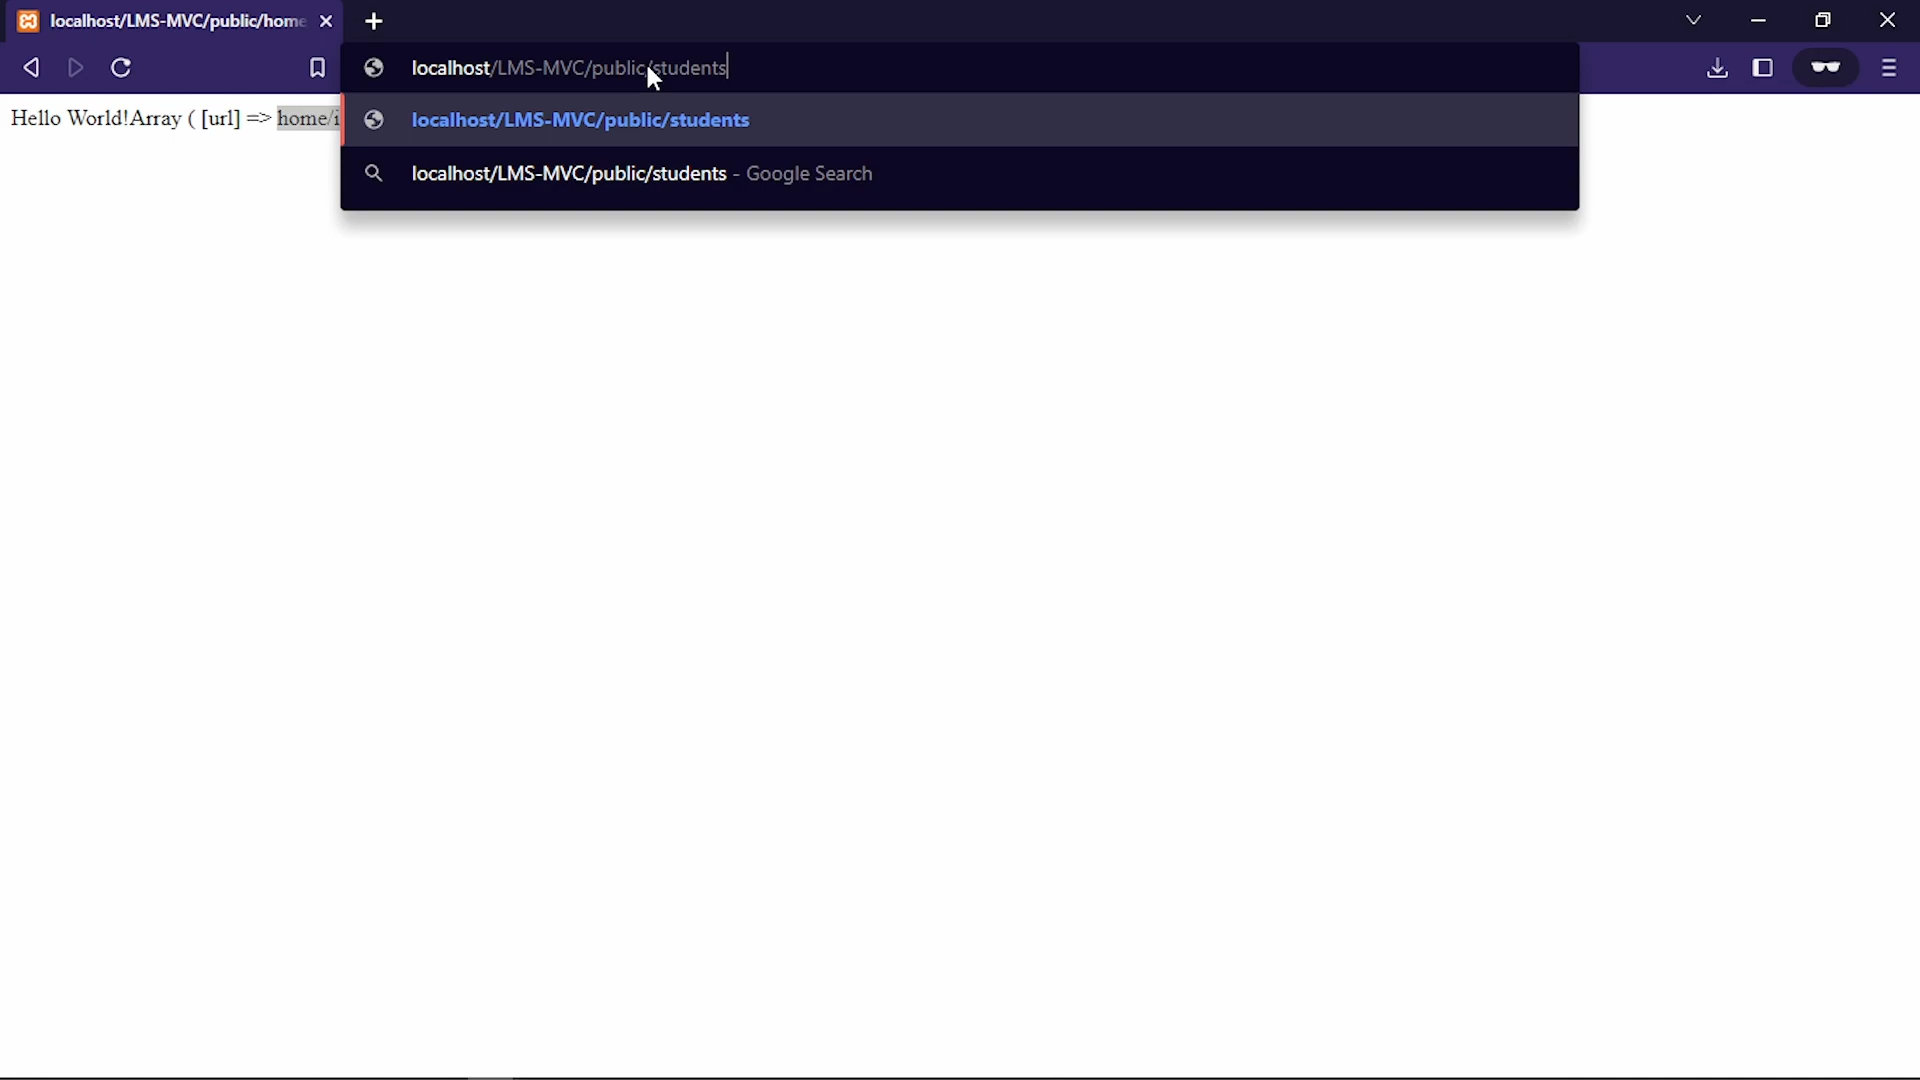 localhost/LMS-MVC/public/home
localhost/LMS-MVC/public/students
Hello World!Array ( [url] => home/i
localhost/LMS-MVC/public/students
localhost/LMS-MVC/public/students - Google Search